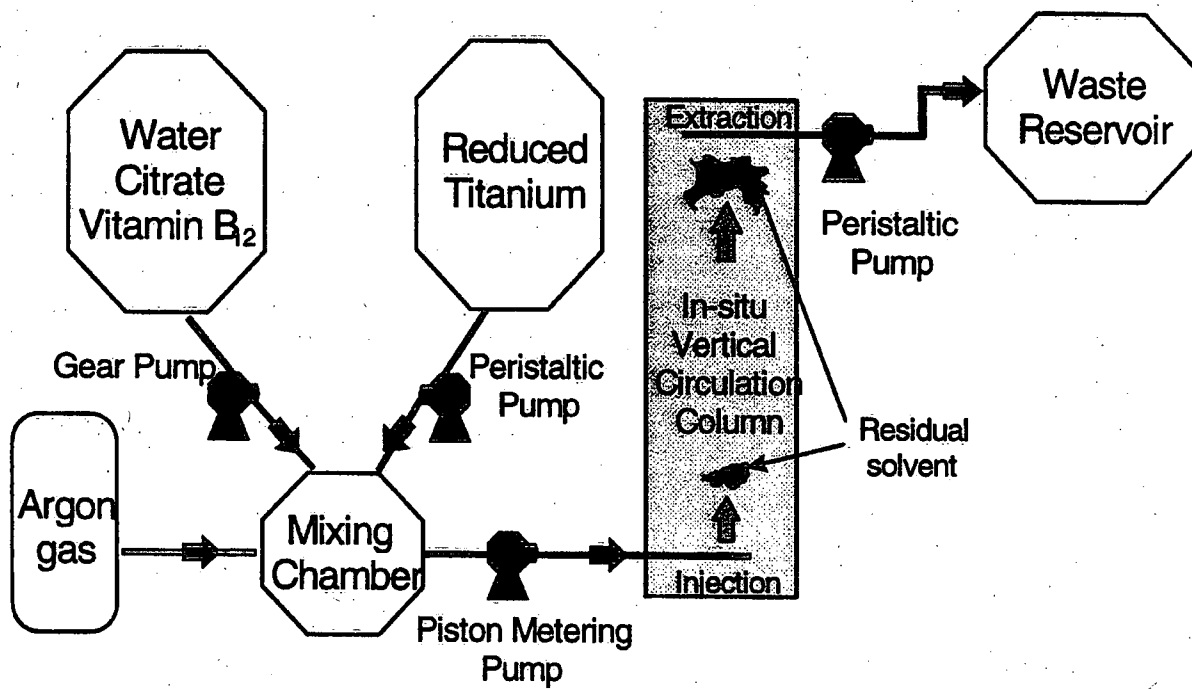 Water
Citrate
Vitamin B12
Reduced
Titanium
Extraction
Waste
Reservoir
Peristaltic
Pump
Gear Pump
Peristaltic
Pump
In-situ
Vertical
Circulation
Column
Residual
solvent
Argon
gas
Mixing
Chamber
Injection
Piston Metering
Pump